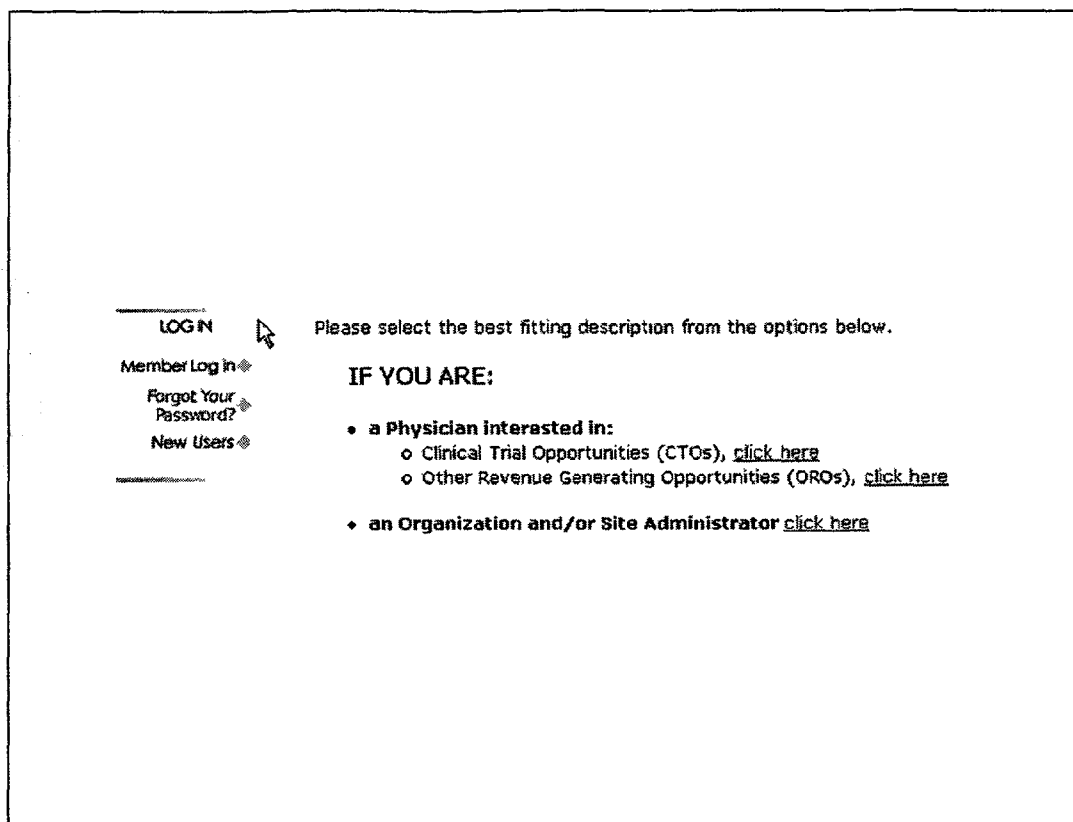 LOG IN
Member Log in
Forgot Your
Password?
New Users
Please select the best fitting description from the options below.
IF YOU ARE:
• a Physician interested in:
o Clinical Trial Opportunities (CTOs), click here
o Other Revenue Generating Opportunities (OROs), click here
• an Organization and/or Site Administrator click here